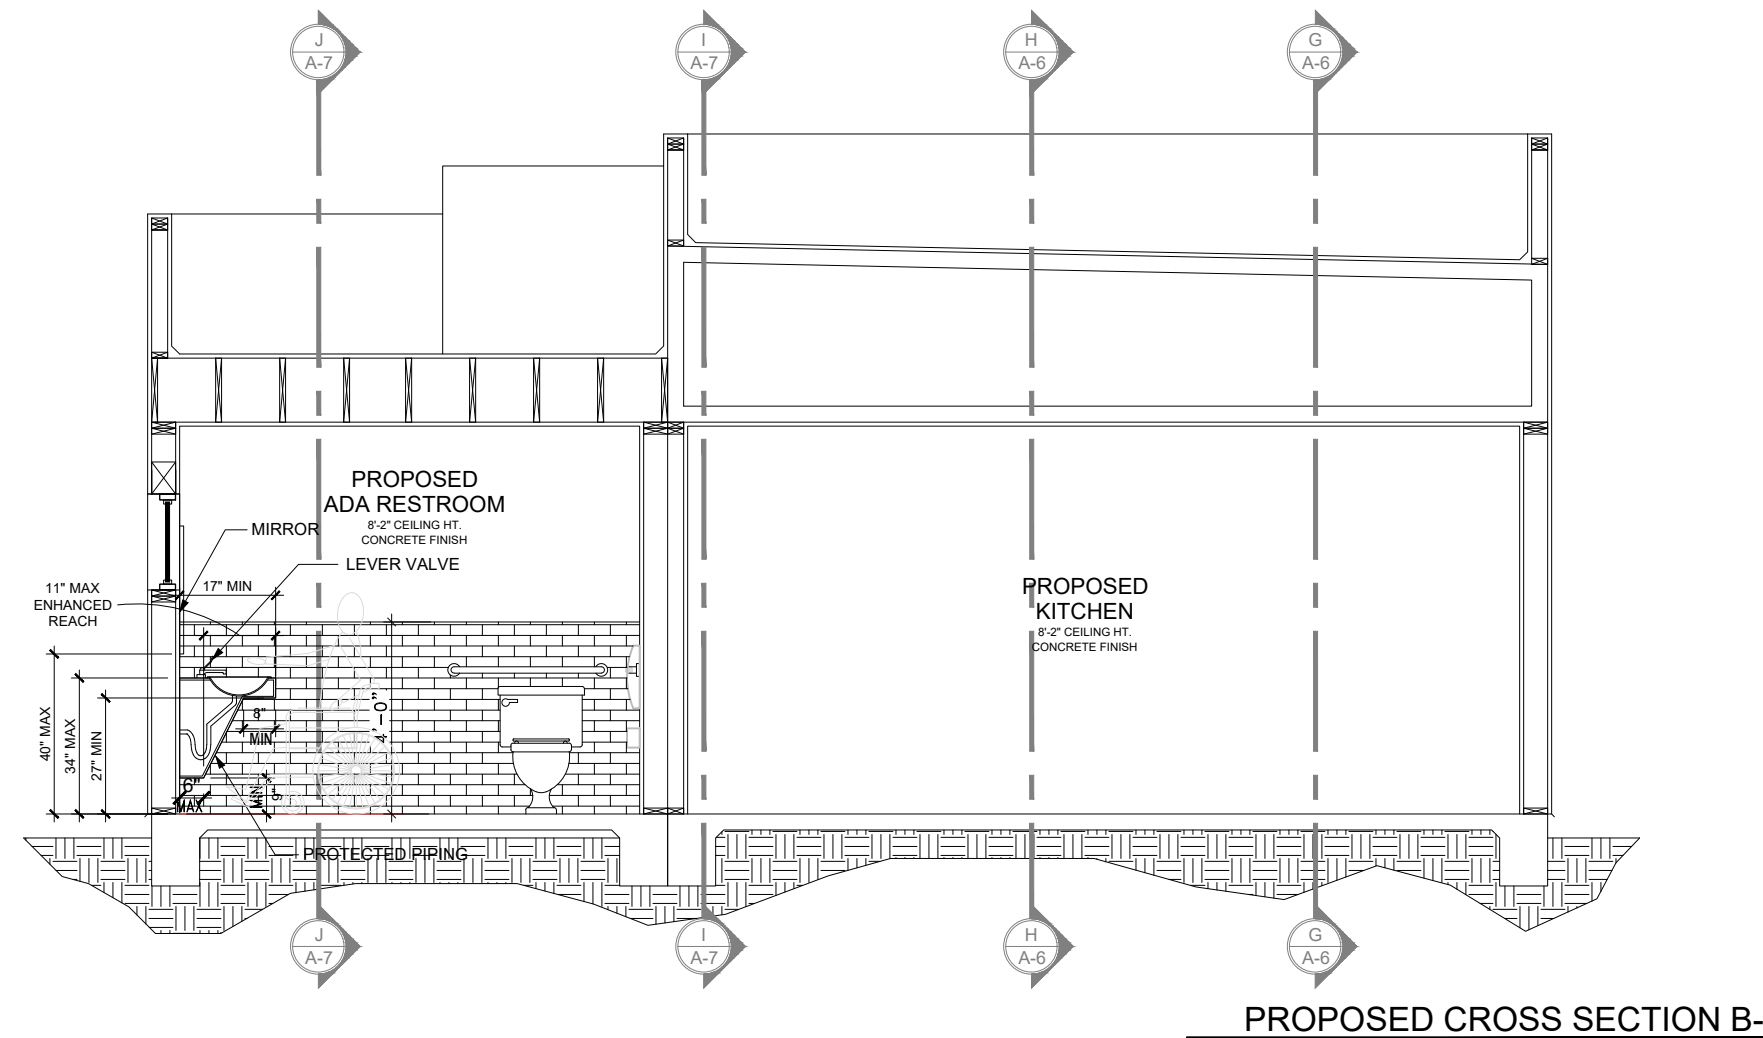 J
A-7
I
A-7
H
A-6
G
A-6
PROPOSED
ADA RESTROOM
8'-2" CEILING HT.
CONCRETE FINISH
MIRROR
LEVER VALVE
11" MAX
ENHANCED
REACH
17" MIN
PROPOSED
KITCHEN
8'-2" CEILING HT.
CONCRETE FINISH
40" MAX
34" MAX
27" MIN
8"
MIN
4'-0"
6"
MAX
9"
MIN
PROTECTED PIPING
J
A-7
I
A-7
H
A-6
G
A-6
PROPOSED CROSS SECTION B-